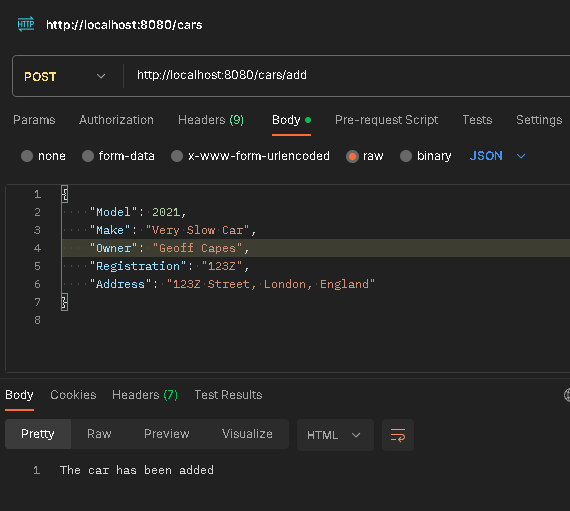 HTTP http://localhost:8080/cars
POST http://localhost:8080/cars/add
Params Authorization Headers (9) Body Pre-request Script Tests Settings
none form-data x-www-form-urlencoded raw binary JSON
1 {
2 "Model": 2021,
3 "Make": "Very Slow Car",
4 "Owner": "Geoff Capes",
5 "Registration": "123Z",
6 "Address": "123Z Street, London, England"
7 }
8
Body Cookies Headers (7) Test Results
Pretty Raw Preview Visualize HTML
1 The car has been added